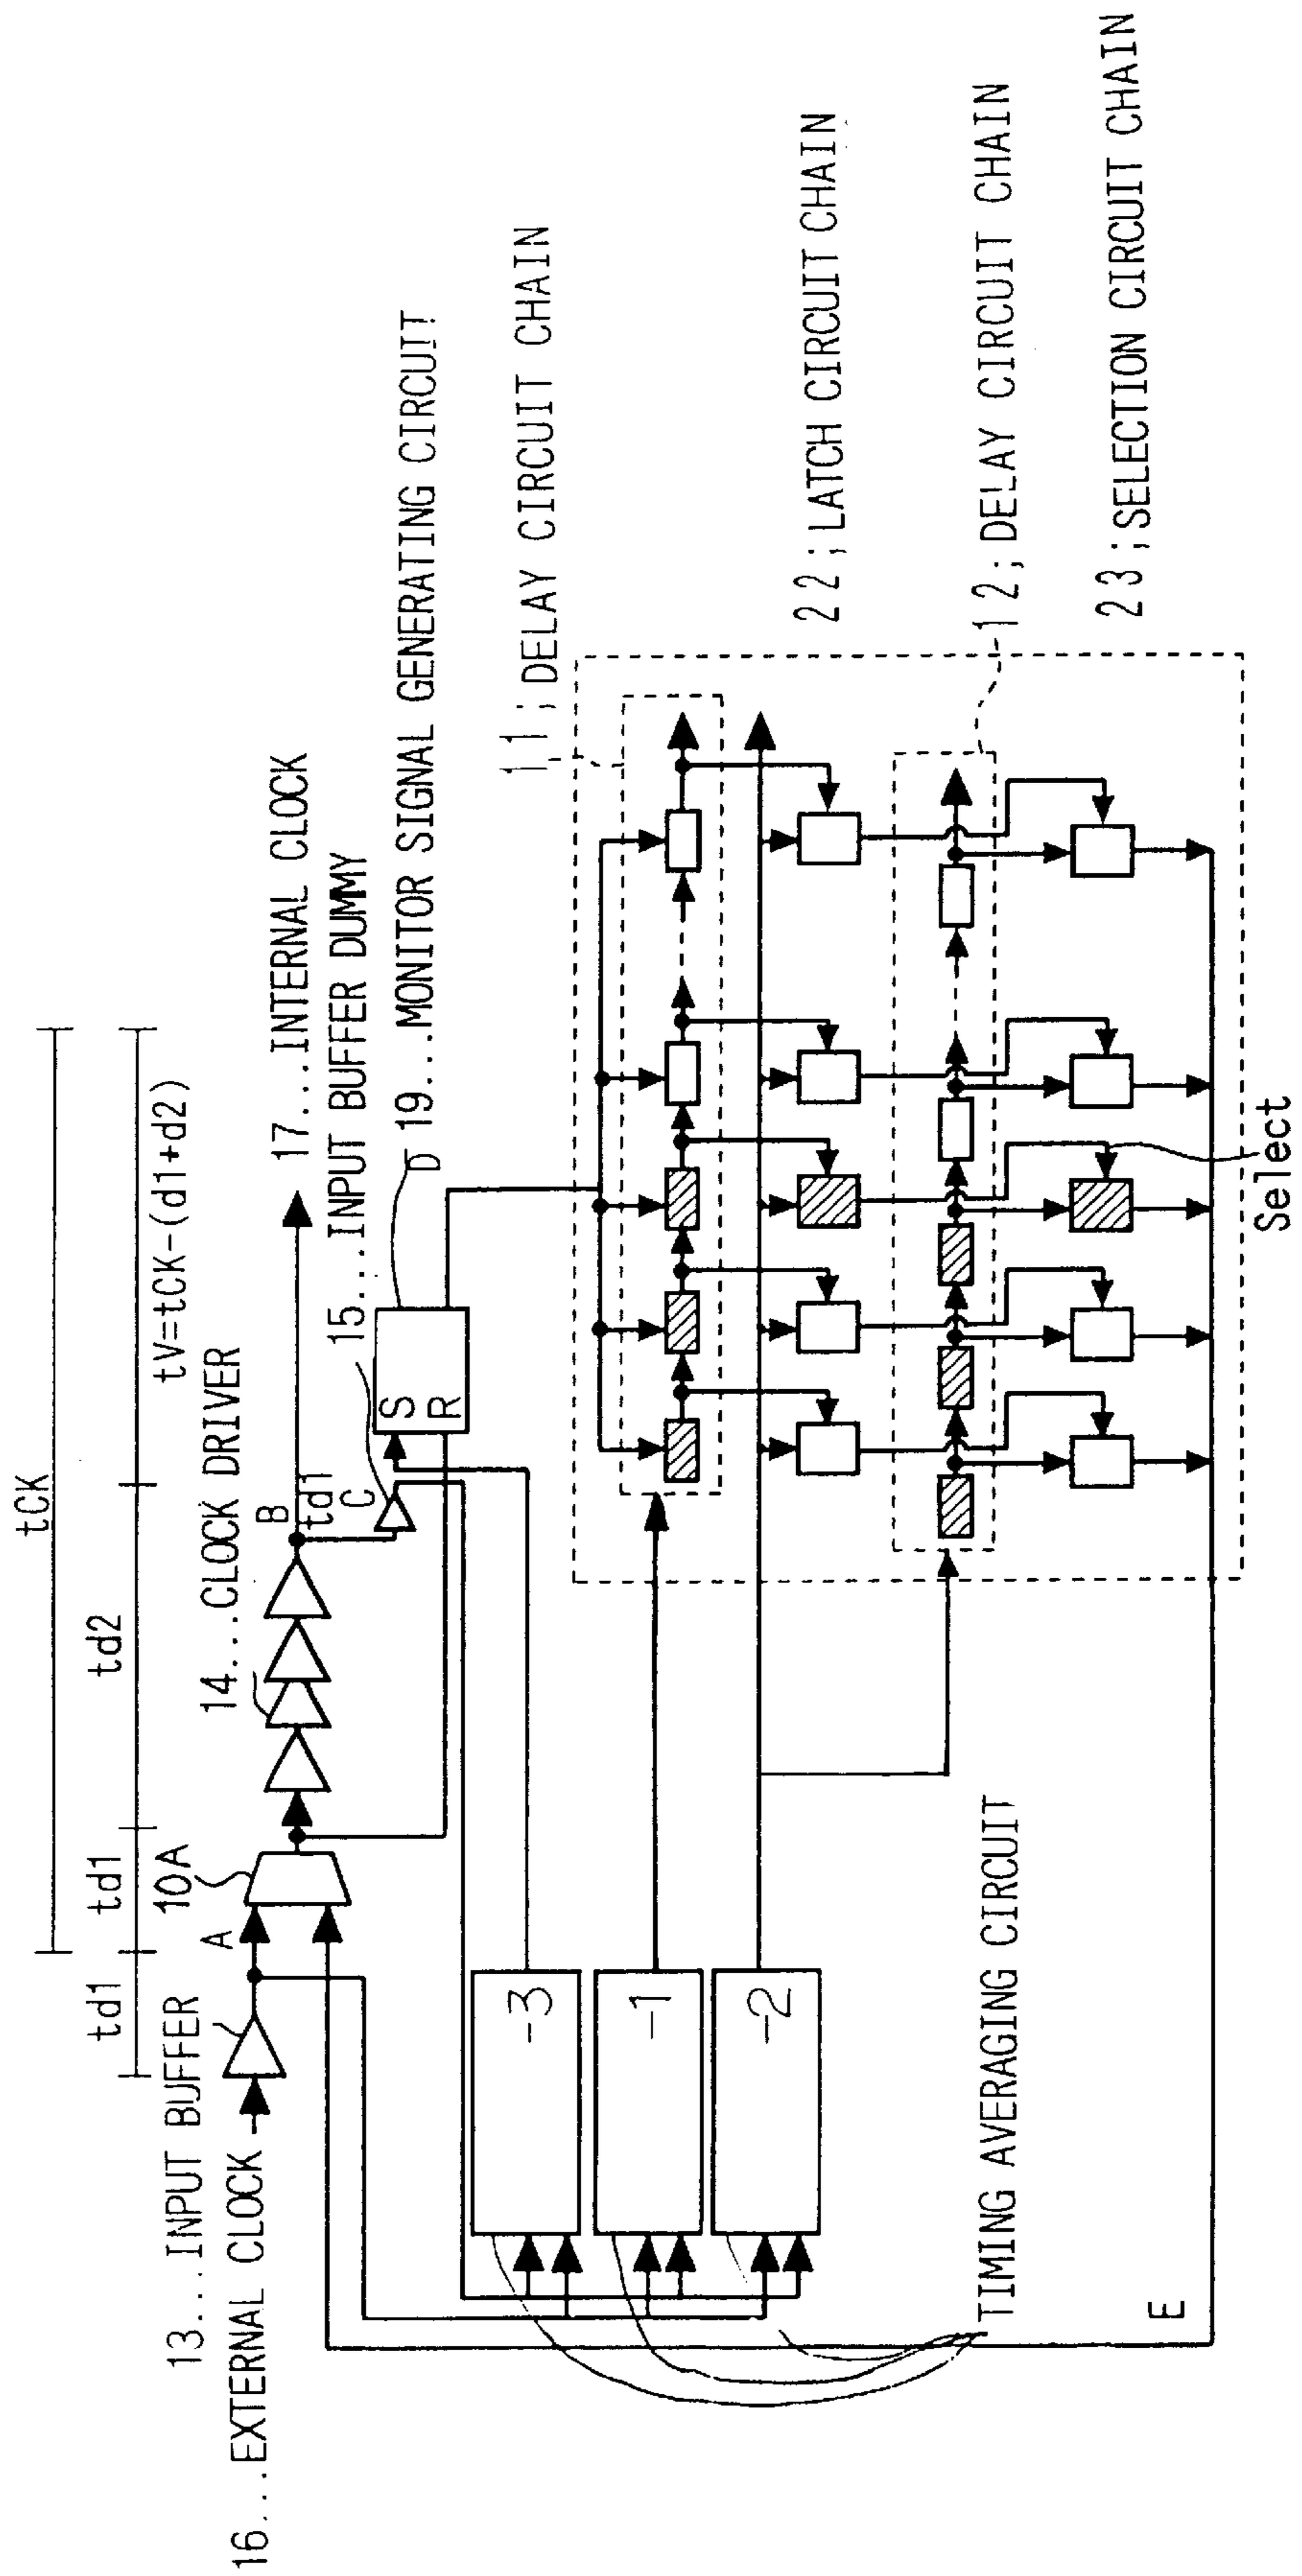 tCK
td1
td1
td2
tV=tCK-(d1+d2)
13...INPUT BUFFER
16...EXTERNAL CLOCK
A
10A
14...CLOCK DRIVER
B
td1
C
17...INTERNAL CLOCK
15...INPUT BUFFER DUMMY
S
R
D
19...MONITOR SIGNAL GENERATING CIRCUIT
-3
-1
-2
11;DELAY CIRCUIT CHAIN
22;LATCH CIRCUIT CHAIN
12;DELAY CIRCUIT CHAIN
23;SELECTION CIRCUIT CHAIN
TIMING AVERAGING CIRCUIT
E
Select